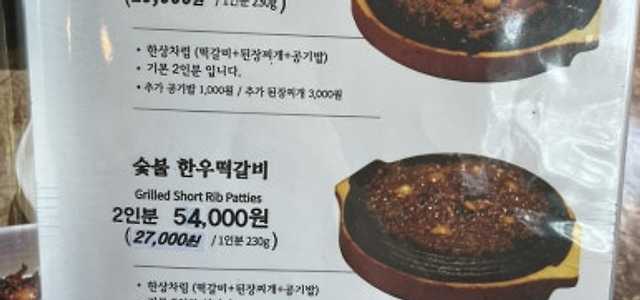 / 1인분 230g )
• 한상차림 (떡갈비+된장찌개+공기밥)
• 기본 2인분 입니다.
• 추가 공기밥 1,000원 / 추가 된장찌개 3,000원
숯불 한우떡갈비
Grilled Short Rib Patties
2인분 54,000원
( 27,000원 / 1인분 230g )
• 한상차림 (떡갈비+된장찌개+공기밥)